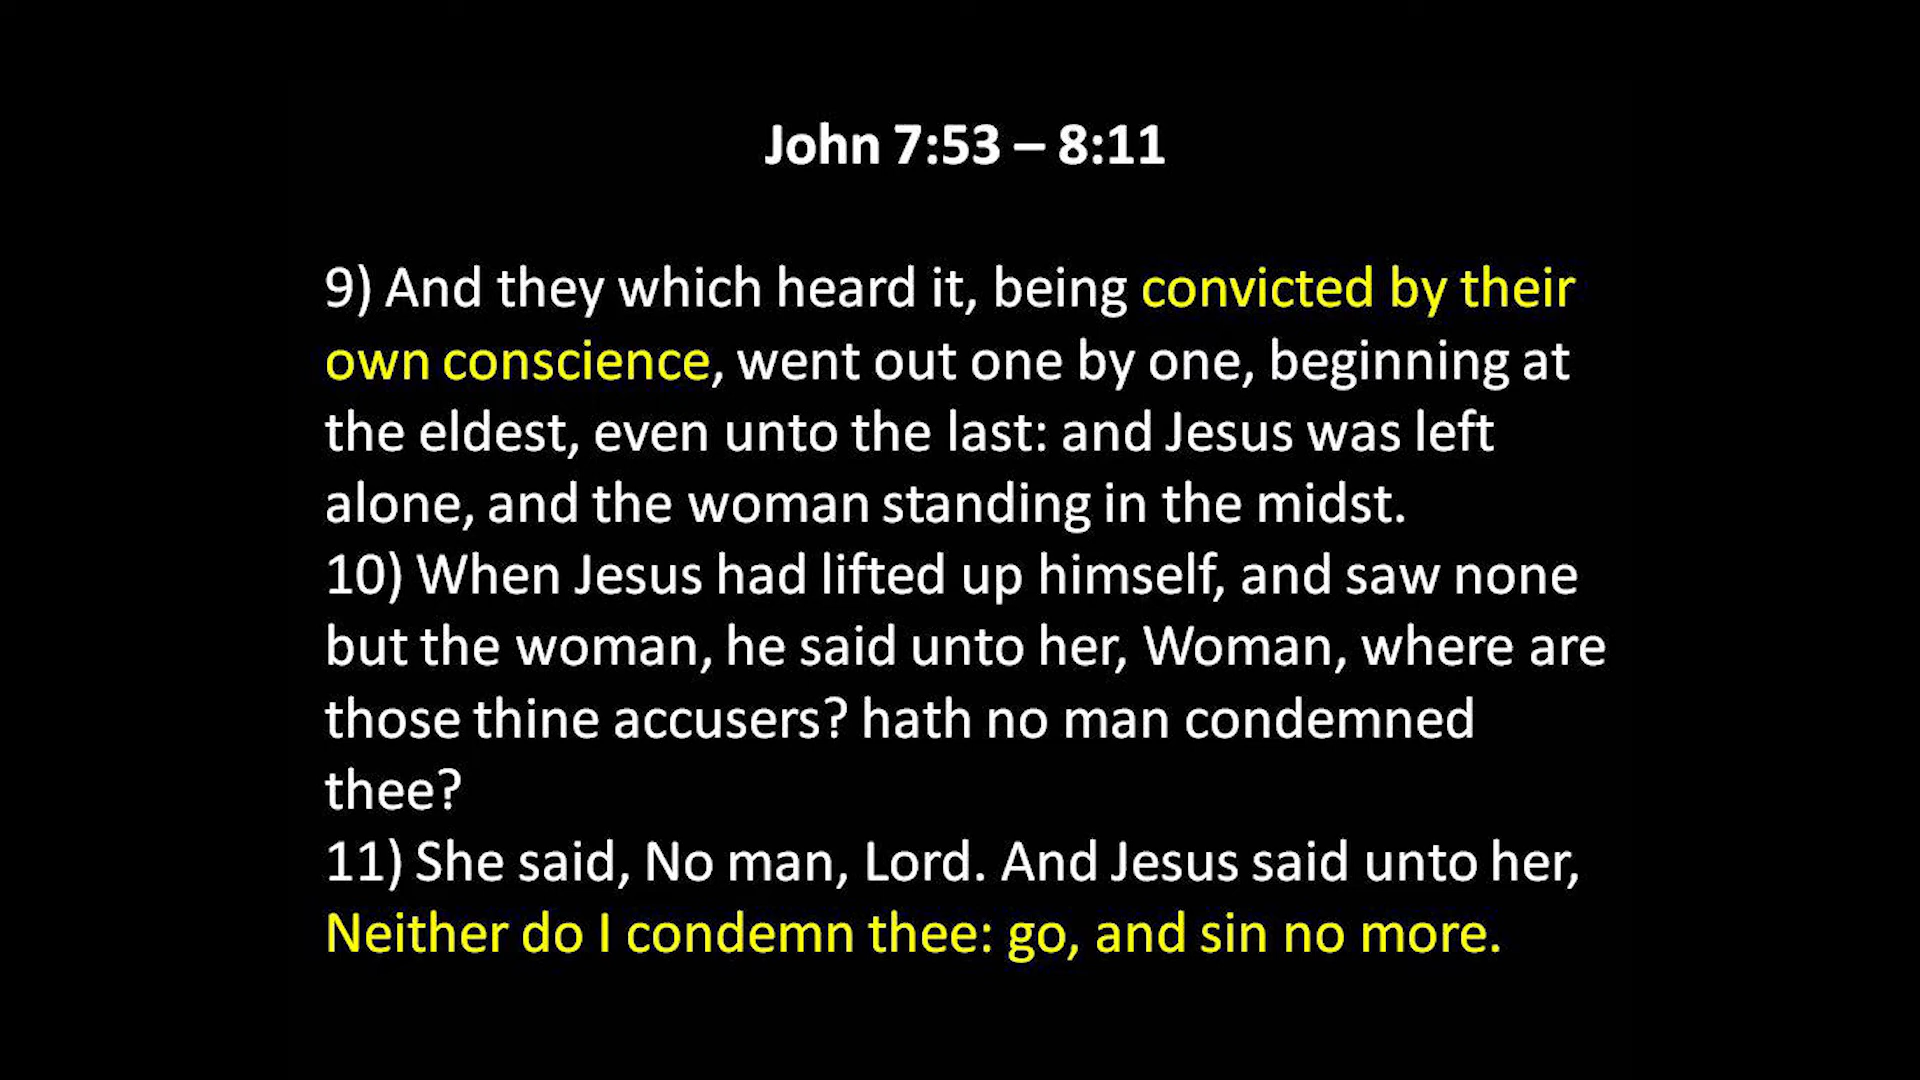 John 7:53 – 8:11
9) And they which heard it, being convicted by their
own conscience, went out one by one, beginning at
the eldest, even unto the last: and Jesus was left
alone, and the woman standing in the midst.
10) When Jesus had lifted up himself, and saw none
but the woman, he said unto her, Woman, where are
those thine accusers? hath no man condemned
thee?
11) She said, No man, Lord. And Jesus said unto her,
Neither do I condemn thee: go, and sin no more.